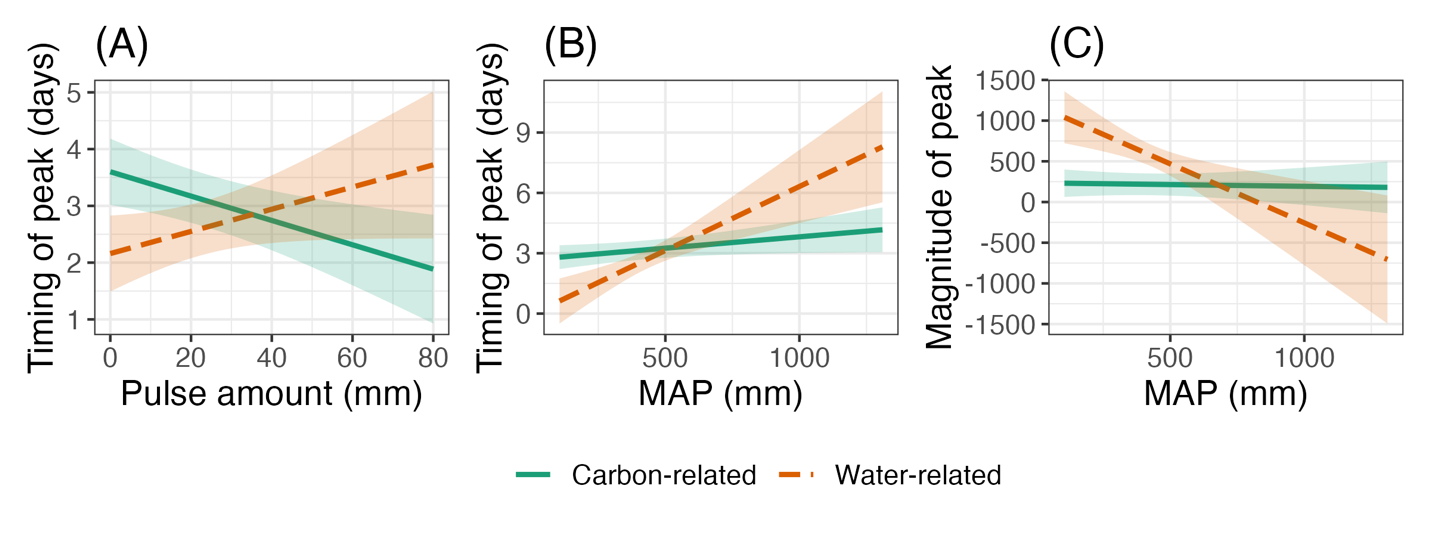 (A)
Timing of peak (days)
5
4
3
2
1
0 20 40 60 80
Pulse amount (mm)
(B)
Timing of peak (days)
9
6
3
0
500 1000
MAP (mm)
(C)
Magnitude of peak
1500
1000
500
0
-500
-1000
-1500
500 1000
MAP (mm)
Carbon-related Water-related